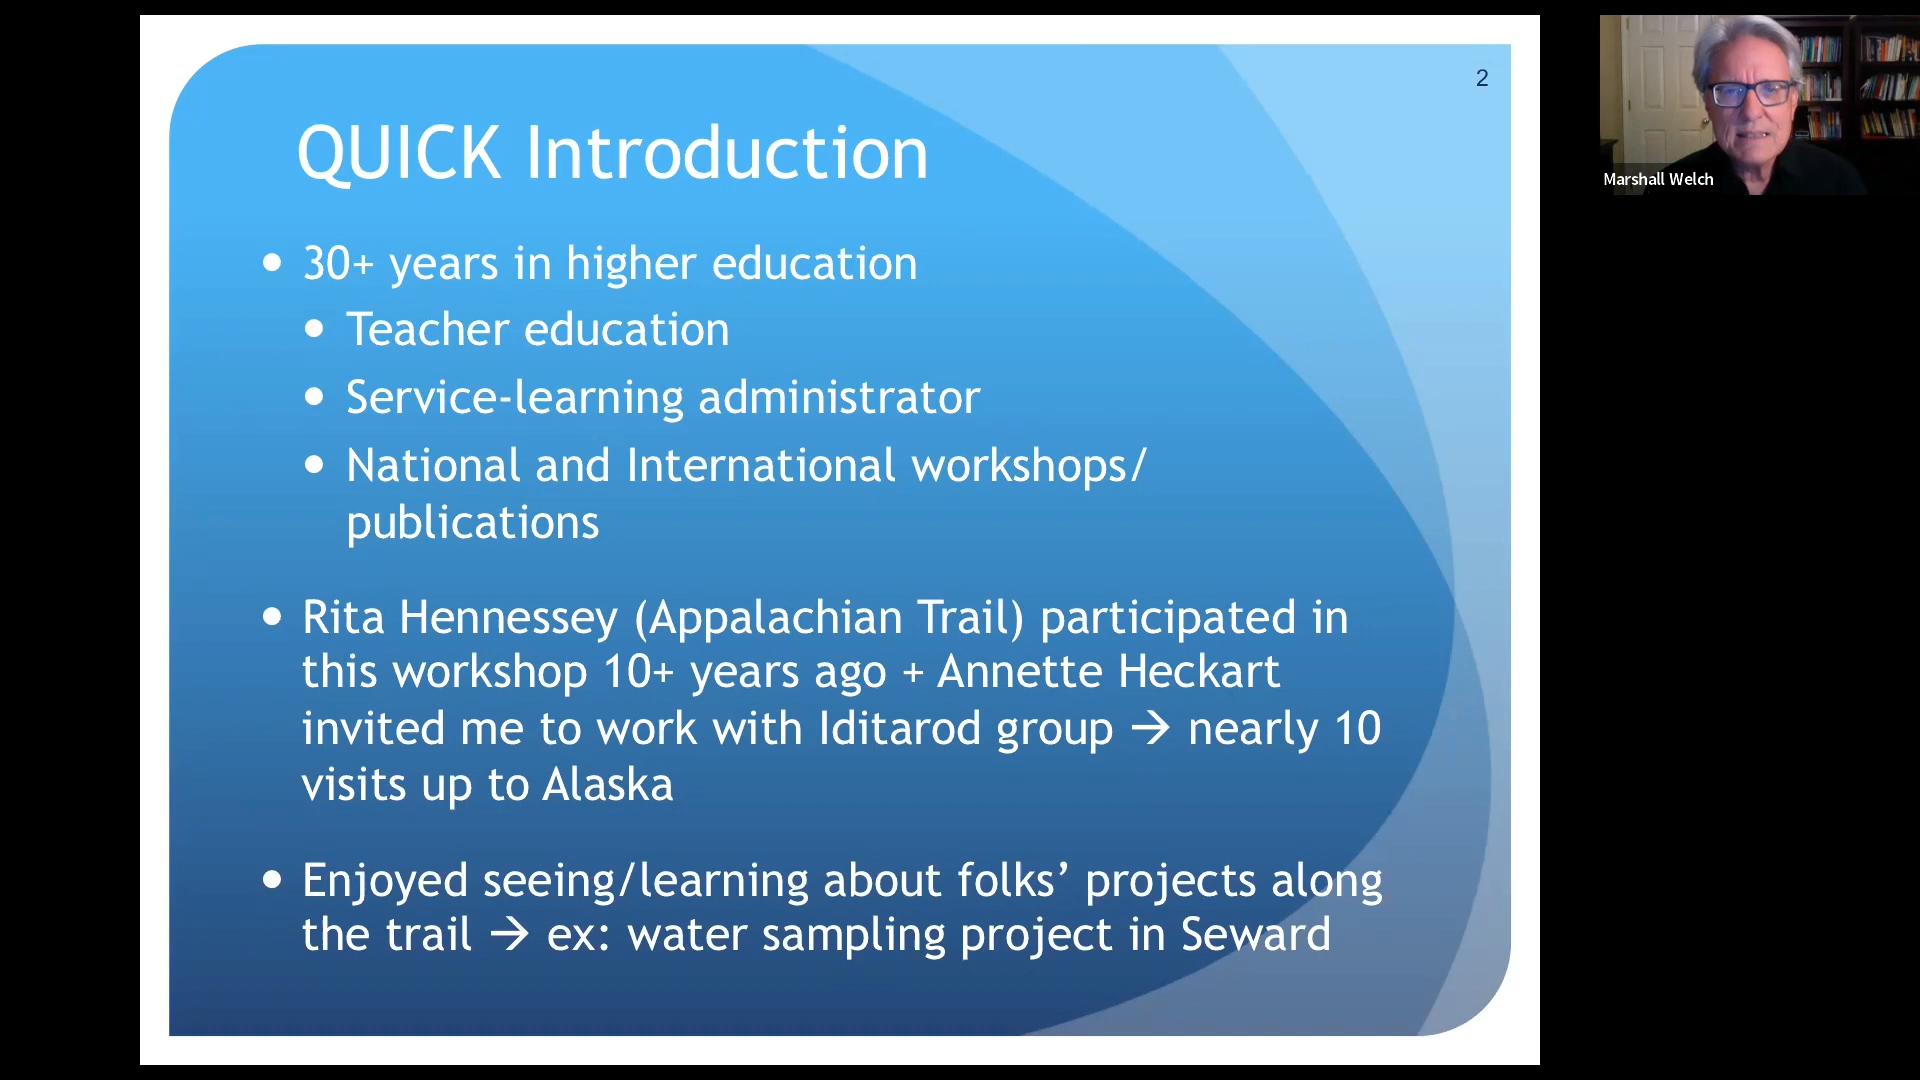 2
QUICK Introduction
• 30+ years in higher education
• Teacher education
• Service-learning administrator
• National and International workshops/
publications
• Rita Hennessey (Appalachian Trail) participated in
this workshop 10+ years ago + Annette Heckart
invited me to work with Iditarod group → nearly 10
visits up to Alaska
• Enjoyed seeing/learning about folks’ projects along
the trail → ex: water sampling project in Seward
Marshall Welch